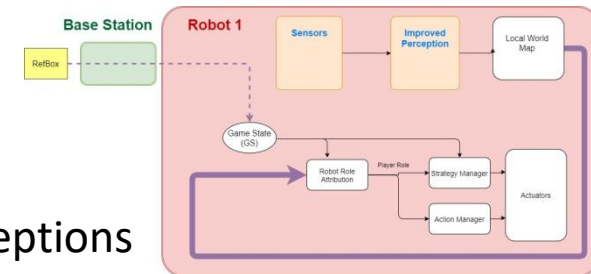 Base Station
Robot 1
RefBox
Sensors
Improved
Perception
Local World
Map
Game State
(GS)
Robot Role
Attribution
Player Role
Strategy Manager
Action Manager
Actuators
eptions